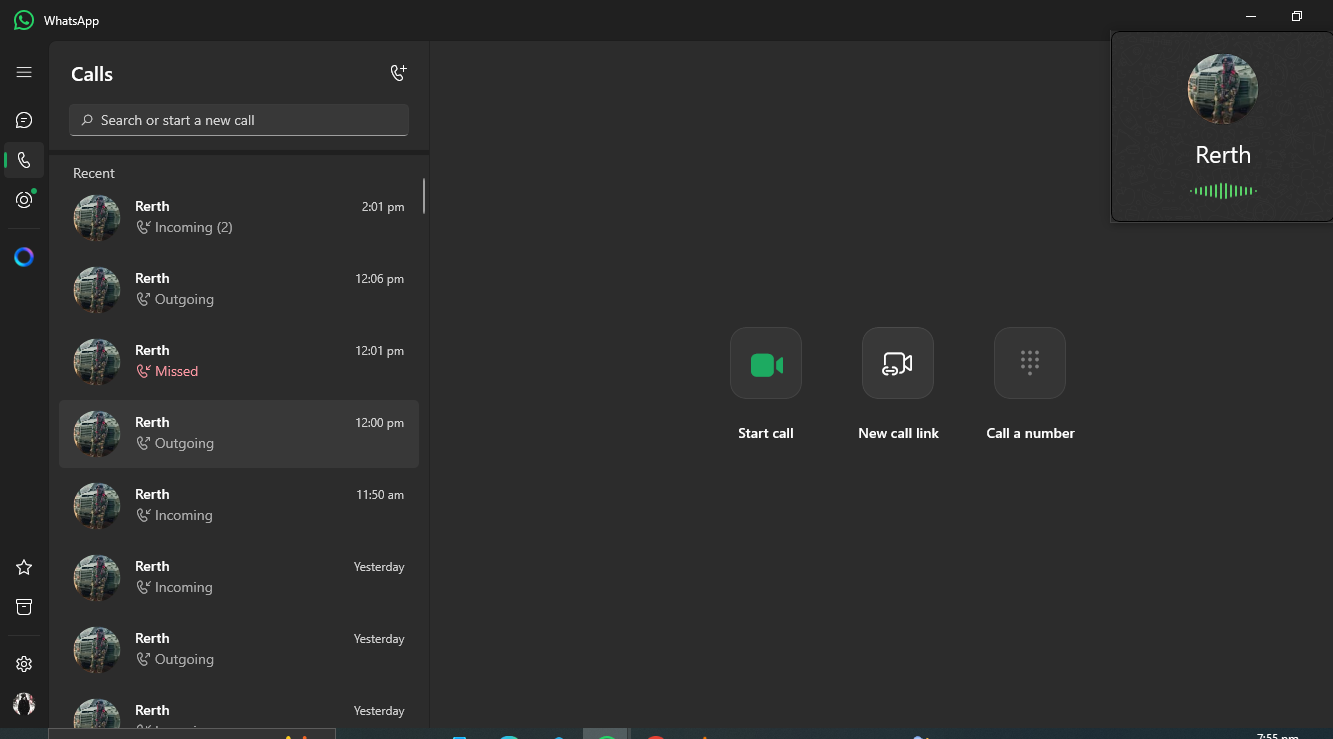 WhatsApp
Calls
Search or start a new call
Recent
Rerth
2:01 pm
Incoming (2)
Rerth
12:06 pm
Outgoing
Rerth
12:01 pm
Missed
Rerth
12:00 pm
Outgoing
Rerth
11:50 am
Incoming
Rerth
Yesterday
Incoming
Rerth
Yesterday
Outgoing
Rerth
Yesterday
Rerth
Start call
New call link
Call a number
7:55 pm